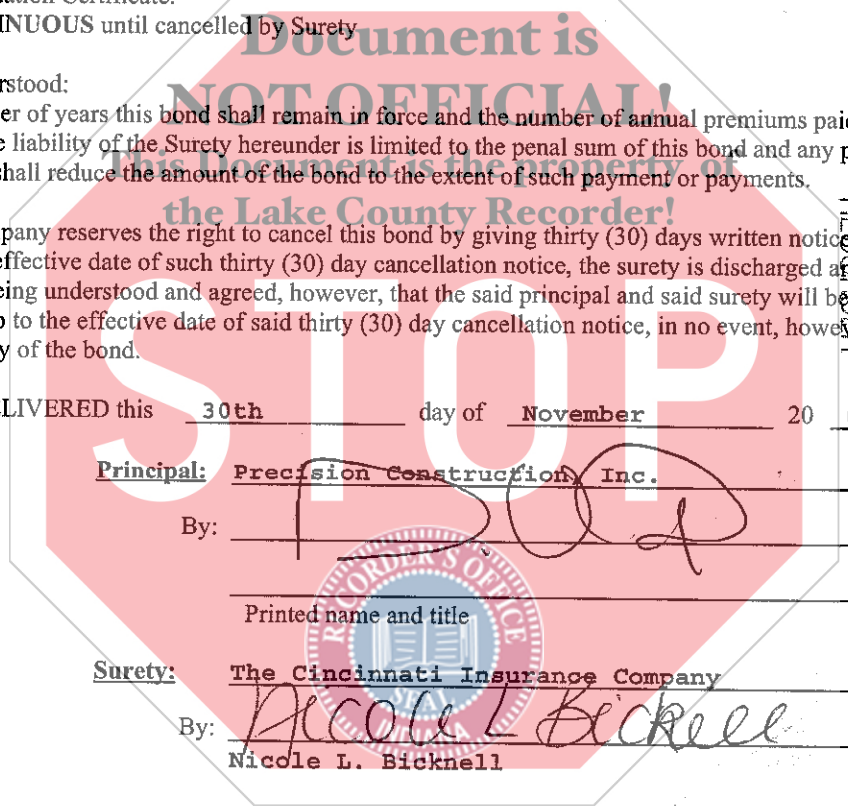 ation Certificate.
INUOUS until cancelled by Surety
Document is
rstood:
NOT OFFICIAL!
er of years this bond shall remain in force and the number of annual premiums paid
e liability of the Surety hereunder is limited to the penal sum of this bond and any p
This Document is the property of
hall reduce the amount of the bond to the extent of such payment or payments.
the Lake County Recorder!
pany reserves the right to cancel this bond by giving thirty (30) days written notice
effective date of such thirty (30) day cancellation notice, the surety is discharged a
eing understood and agreed, however, that the said principal and said surety will be
o to the effective date of said thirty (30) day cancellation notice, in no event, howev
y of the bond.
STOP
LIVERED this 30th day of November 20
Principal: Precision Construction, Inc.
By:
Printed name and title
RECORDER'S OFFICE
SEAL
INDIANA
Surety: The Cincinnati Insurance Company
By: Nicole L Bicknell
Nicole L. Bicknell